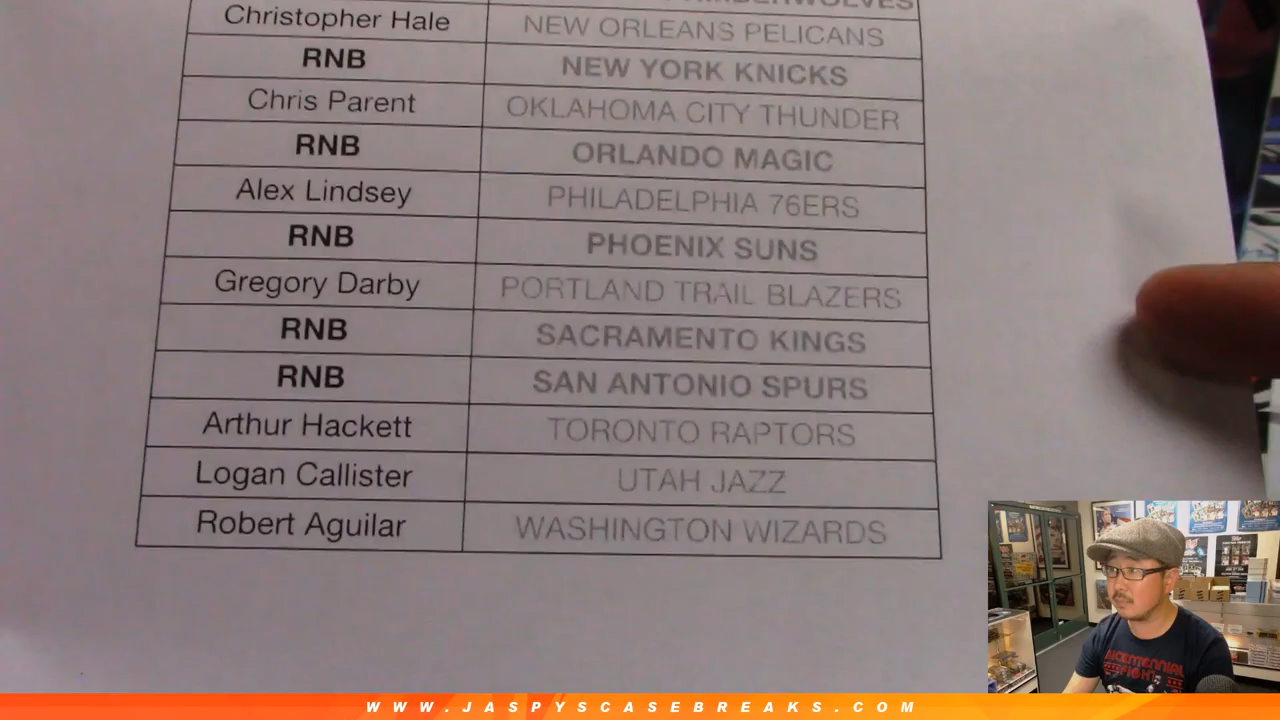 Christopher Hale NEW ORLEANS PELICANS
RNB NEW YORK KNICKS
Chris Parent OKLAHOMA CITY THUNDER
RNB ORLANDO MAGIC
Alex Lindsey PHILADELPHIA 76ERS
RNB PHOENIX SUNS
Gregory Darby PORTLAND TRAIL BLAZERS
RNB SACRAMENTO KINGS
RNB SAN ANTONIO SPURS
Arthur Hackett TORONTO RAPTORS
Logan Callister UTAH JAZZ
Robert Aguilar WASHINGTON WIZARDS
WWW.JASPYSCASEBREAKS.COM